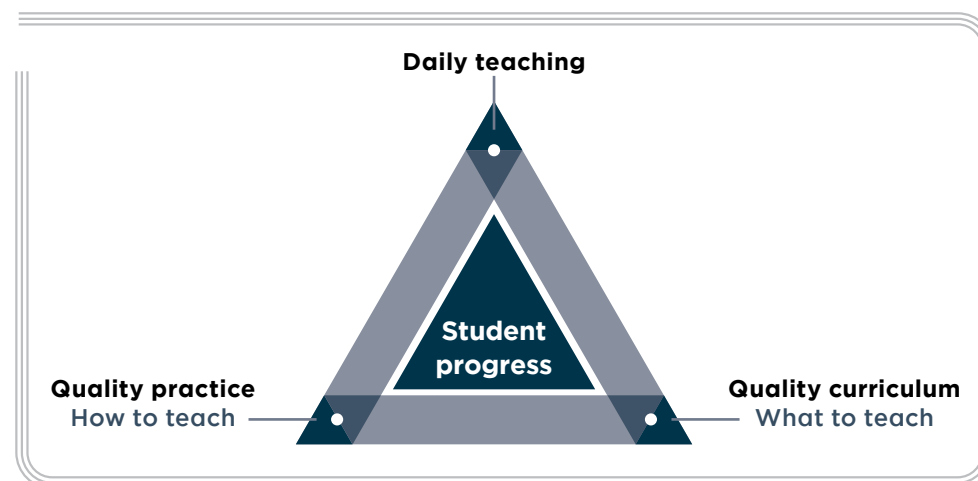 Daily teaching
Student
progress
Quality practice
How to teach
Quality curriculum
What to teach